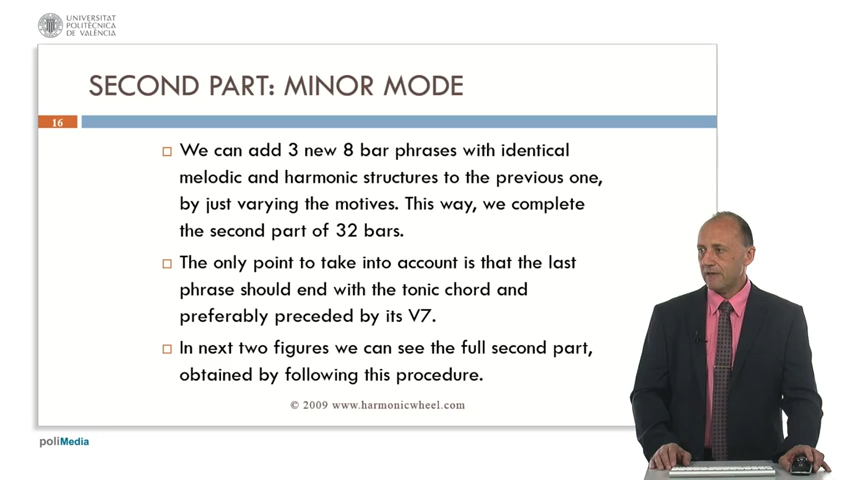 UNIVERSITAT
POLITÈCNICA
DE VALÈNCIA
SECOND PART: MINOR MODE
16
We can add 3 new 8 bar phrases with identical
melodic and harmonic structures to the previous one,
by just varying the motives. This way, we complete
the second part of 32 bars.
The only point to take into account is that the last
phrase should end with the tonic chord and
preferably preceded by its V7.
In next two figures we can see the full second part,
obtained by following this procedure.
© 2009 www.harmonicwheel.com
poliMedia